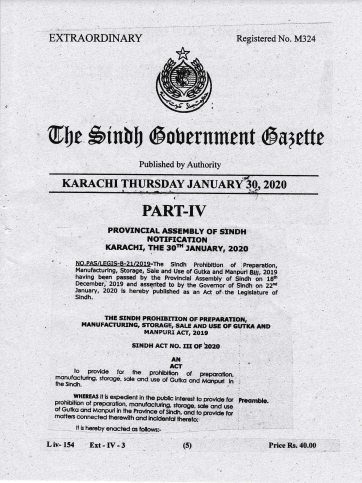 EXTRAORDINARY Registered No. M324
The Sindh Government Gazette
Published by Authority
KARACHI THURSDAY JANUARY 30, 2020
PART-IV
PROVINCIAL ASSEMBLY OF SINDH
NOTIFICATION
KARACHI, THE 30TH JANUARY, 2020
NO.PAS/LEGIS-B-21/2019-The Sindh Prohibition of Preparation,
Manufacturing, Storage, Sale and Use of Gutka and Manpuri Bill, 2019
having been passed by the Provincial Assembly of Sindh on 18th
December, 2019 and assented to by the Governor of Sindh on 22nd
January, 2020 is hereby published as an Act of the Legislature of
Sindh.
THE SINDH PROHIBITION OF PREPARATION,
MANUFACTURING, STORAGE, SALE AND USE OF GUTKA AND
MANPURI ACT, 2019
SINDH ACT NO. III OF 2020
AN
ACT
to provide for the prohibition of preparation,
manufacturing, storage, sale and use of Gutka and Manpuri in
the Sindh.
WHEREAS it is expedient in the public interest to provide for Preamble.
prohibition of preparation, manufacturing, storage, sale and use
of Gutka and Manpuri in the Province of Sindh, and to provide for
matters connected therewith and incidental thereto;
It is hereby enacted as follows:-
L iv- 154 Ext - IV - 3 (5) Price Rs. 40.00